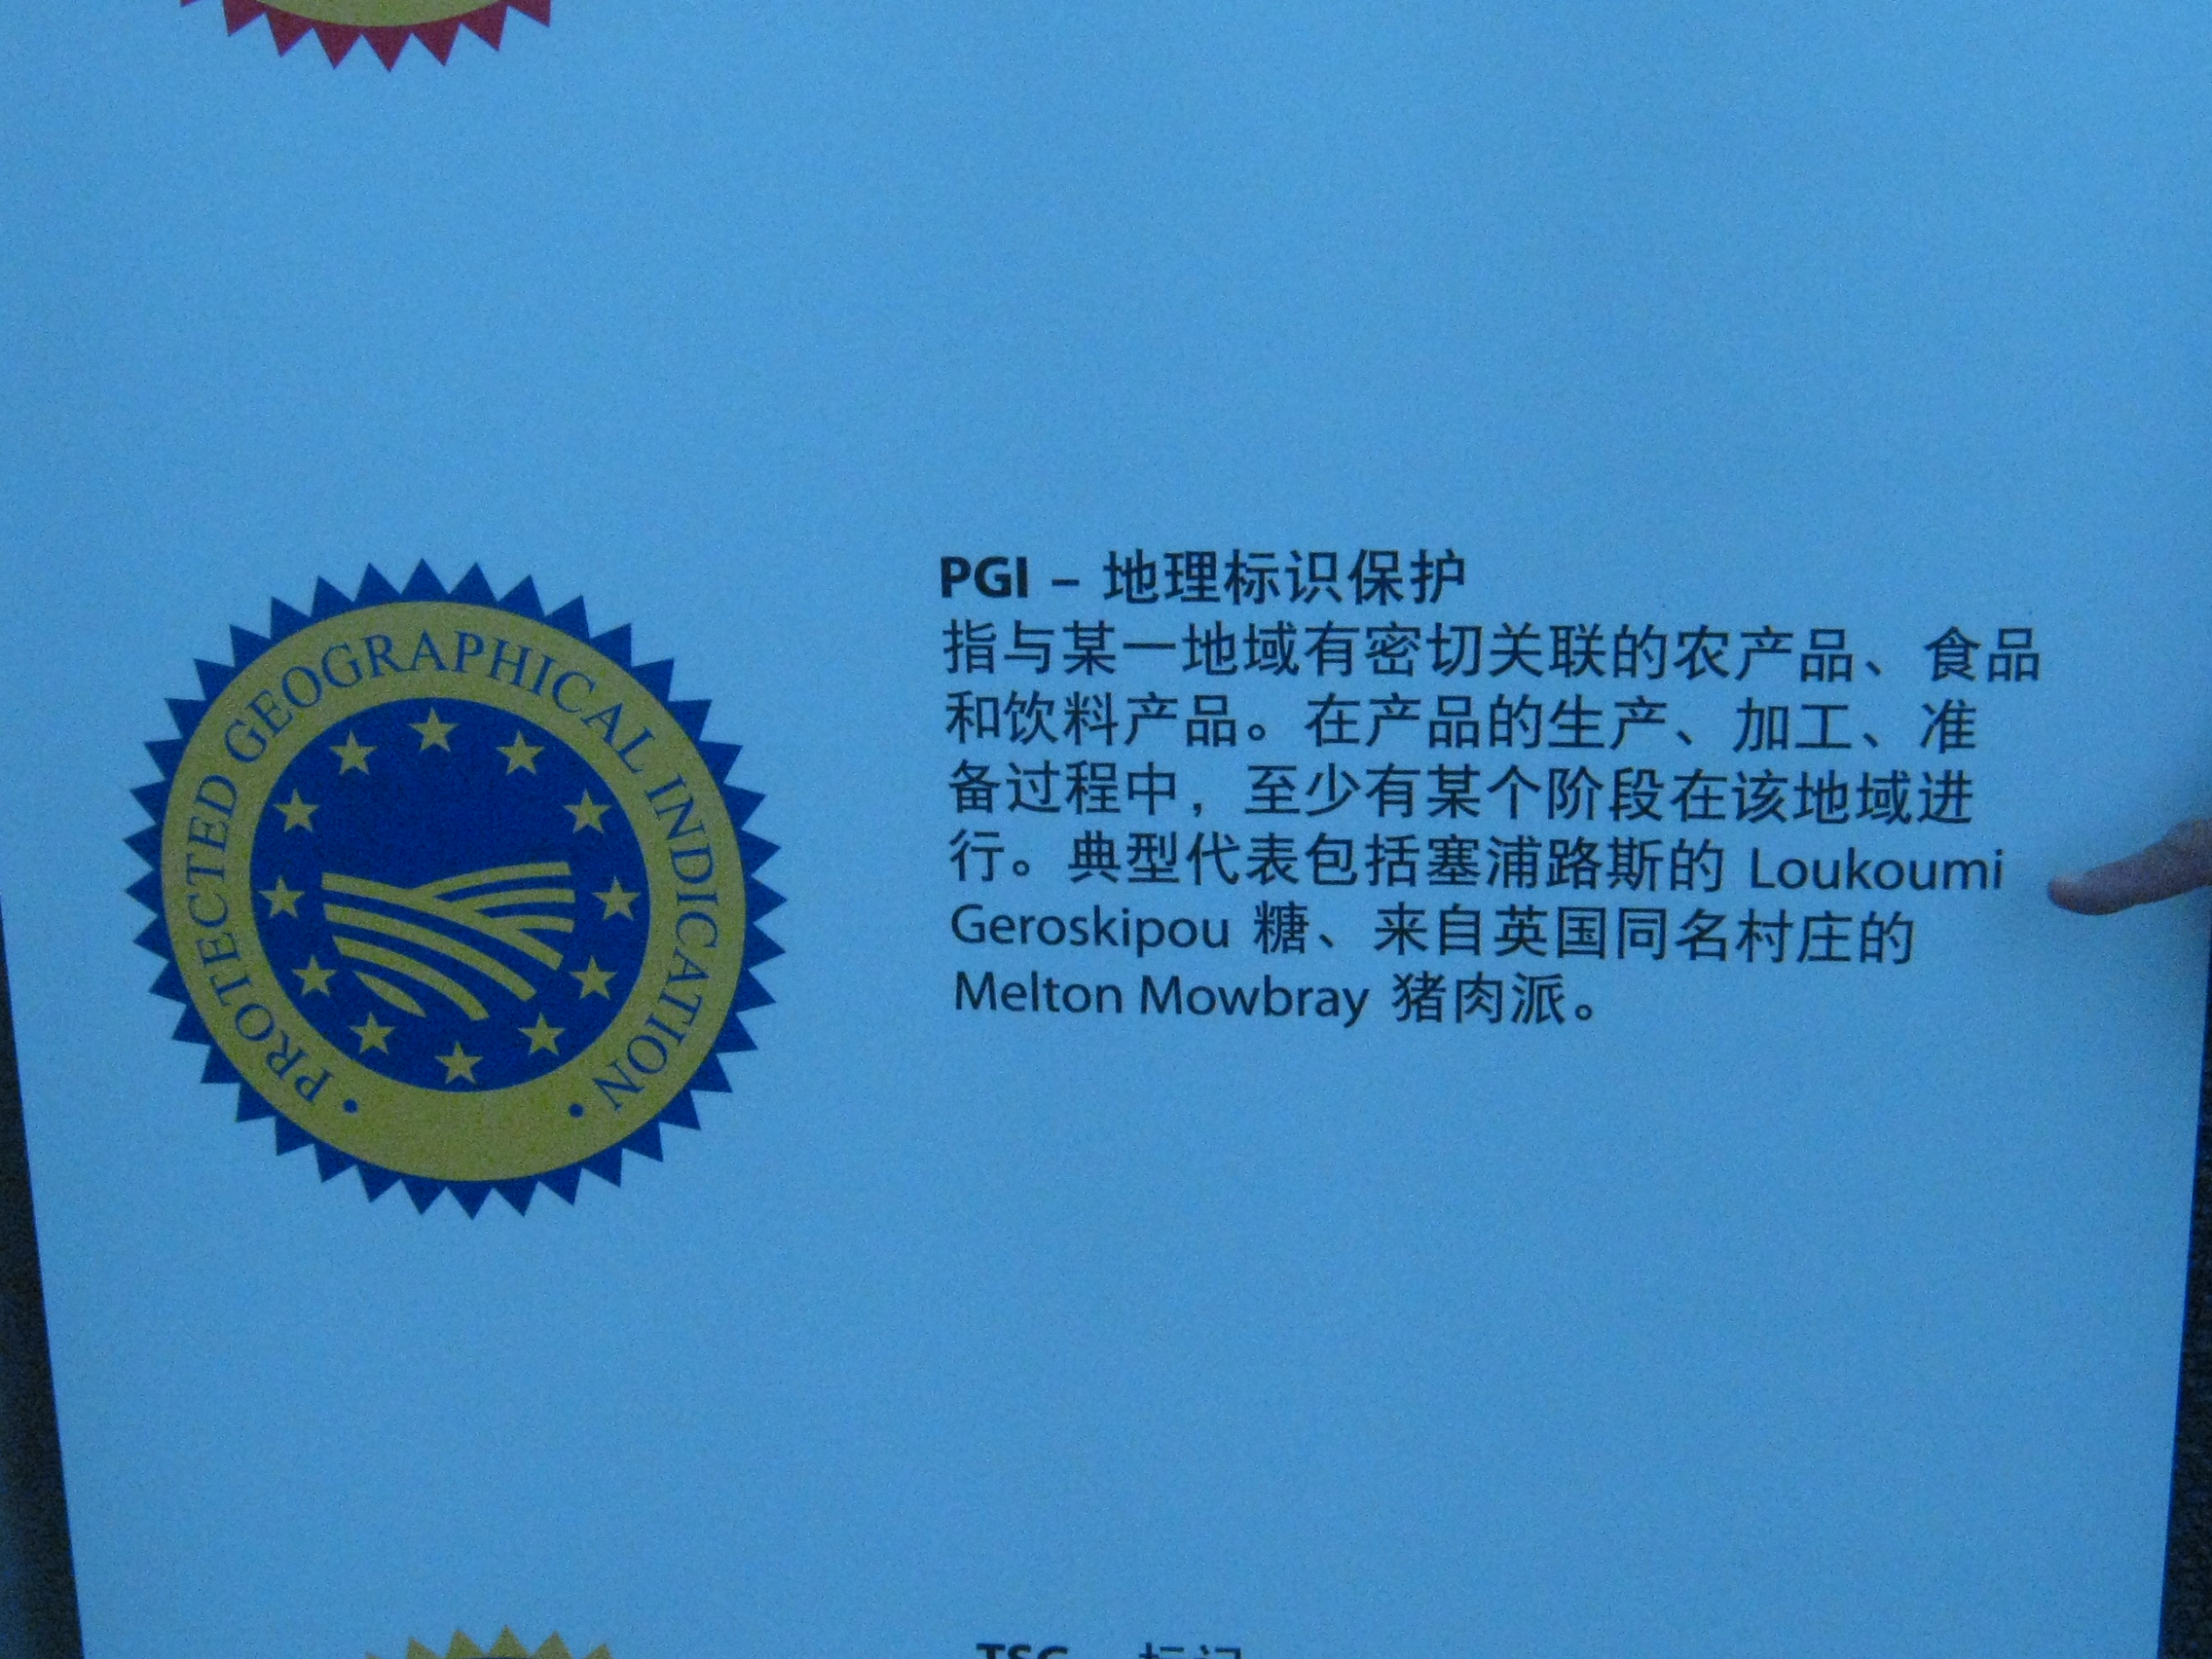 PROTECTED GEOGRAPHICAL INDICATION
PGI – 地理标识保护
指与某一地域有密切关联的农产品、食品
和饮料产品。在产品的生产、加工、准
备过程中，至少有某个阶段在该地域进
行。典型代表包括塞浦路斯的 Loukoumi
Geroskipou 糖、来自英国同名村庄的
Melton Mowbray 猪肉派。
TSG